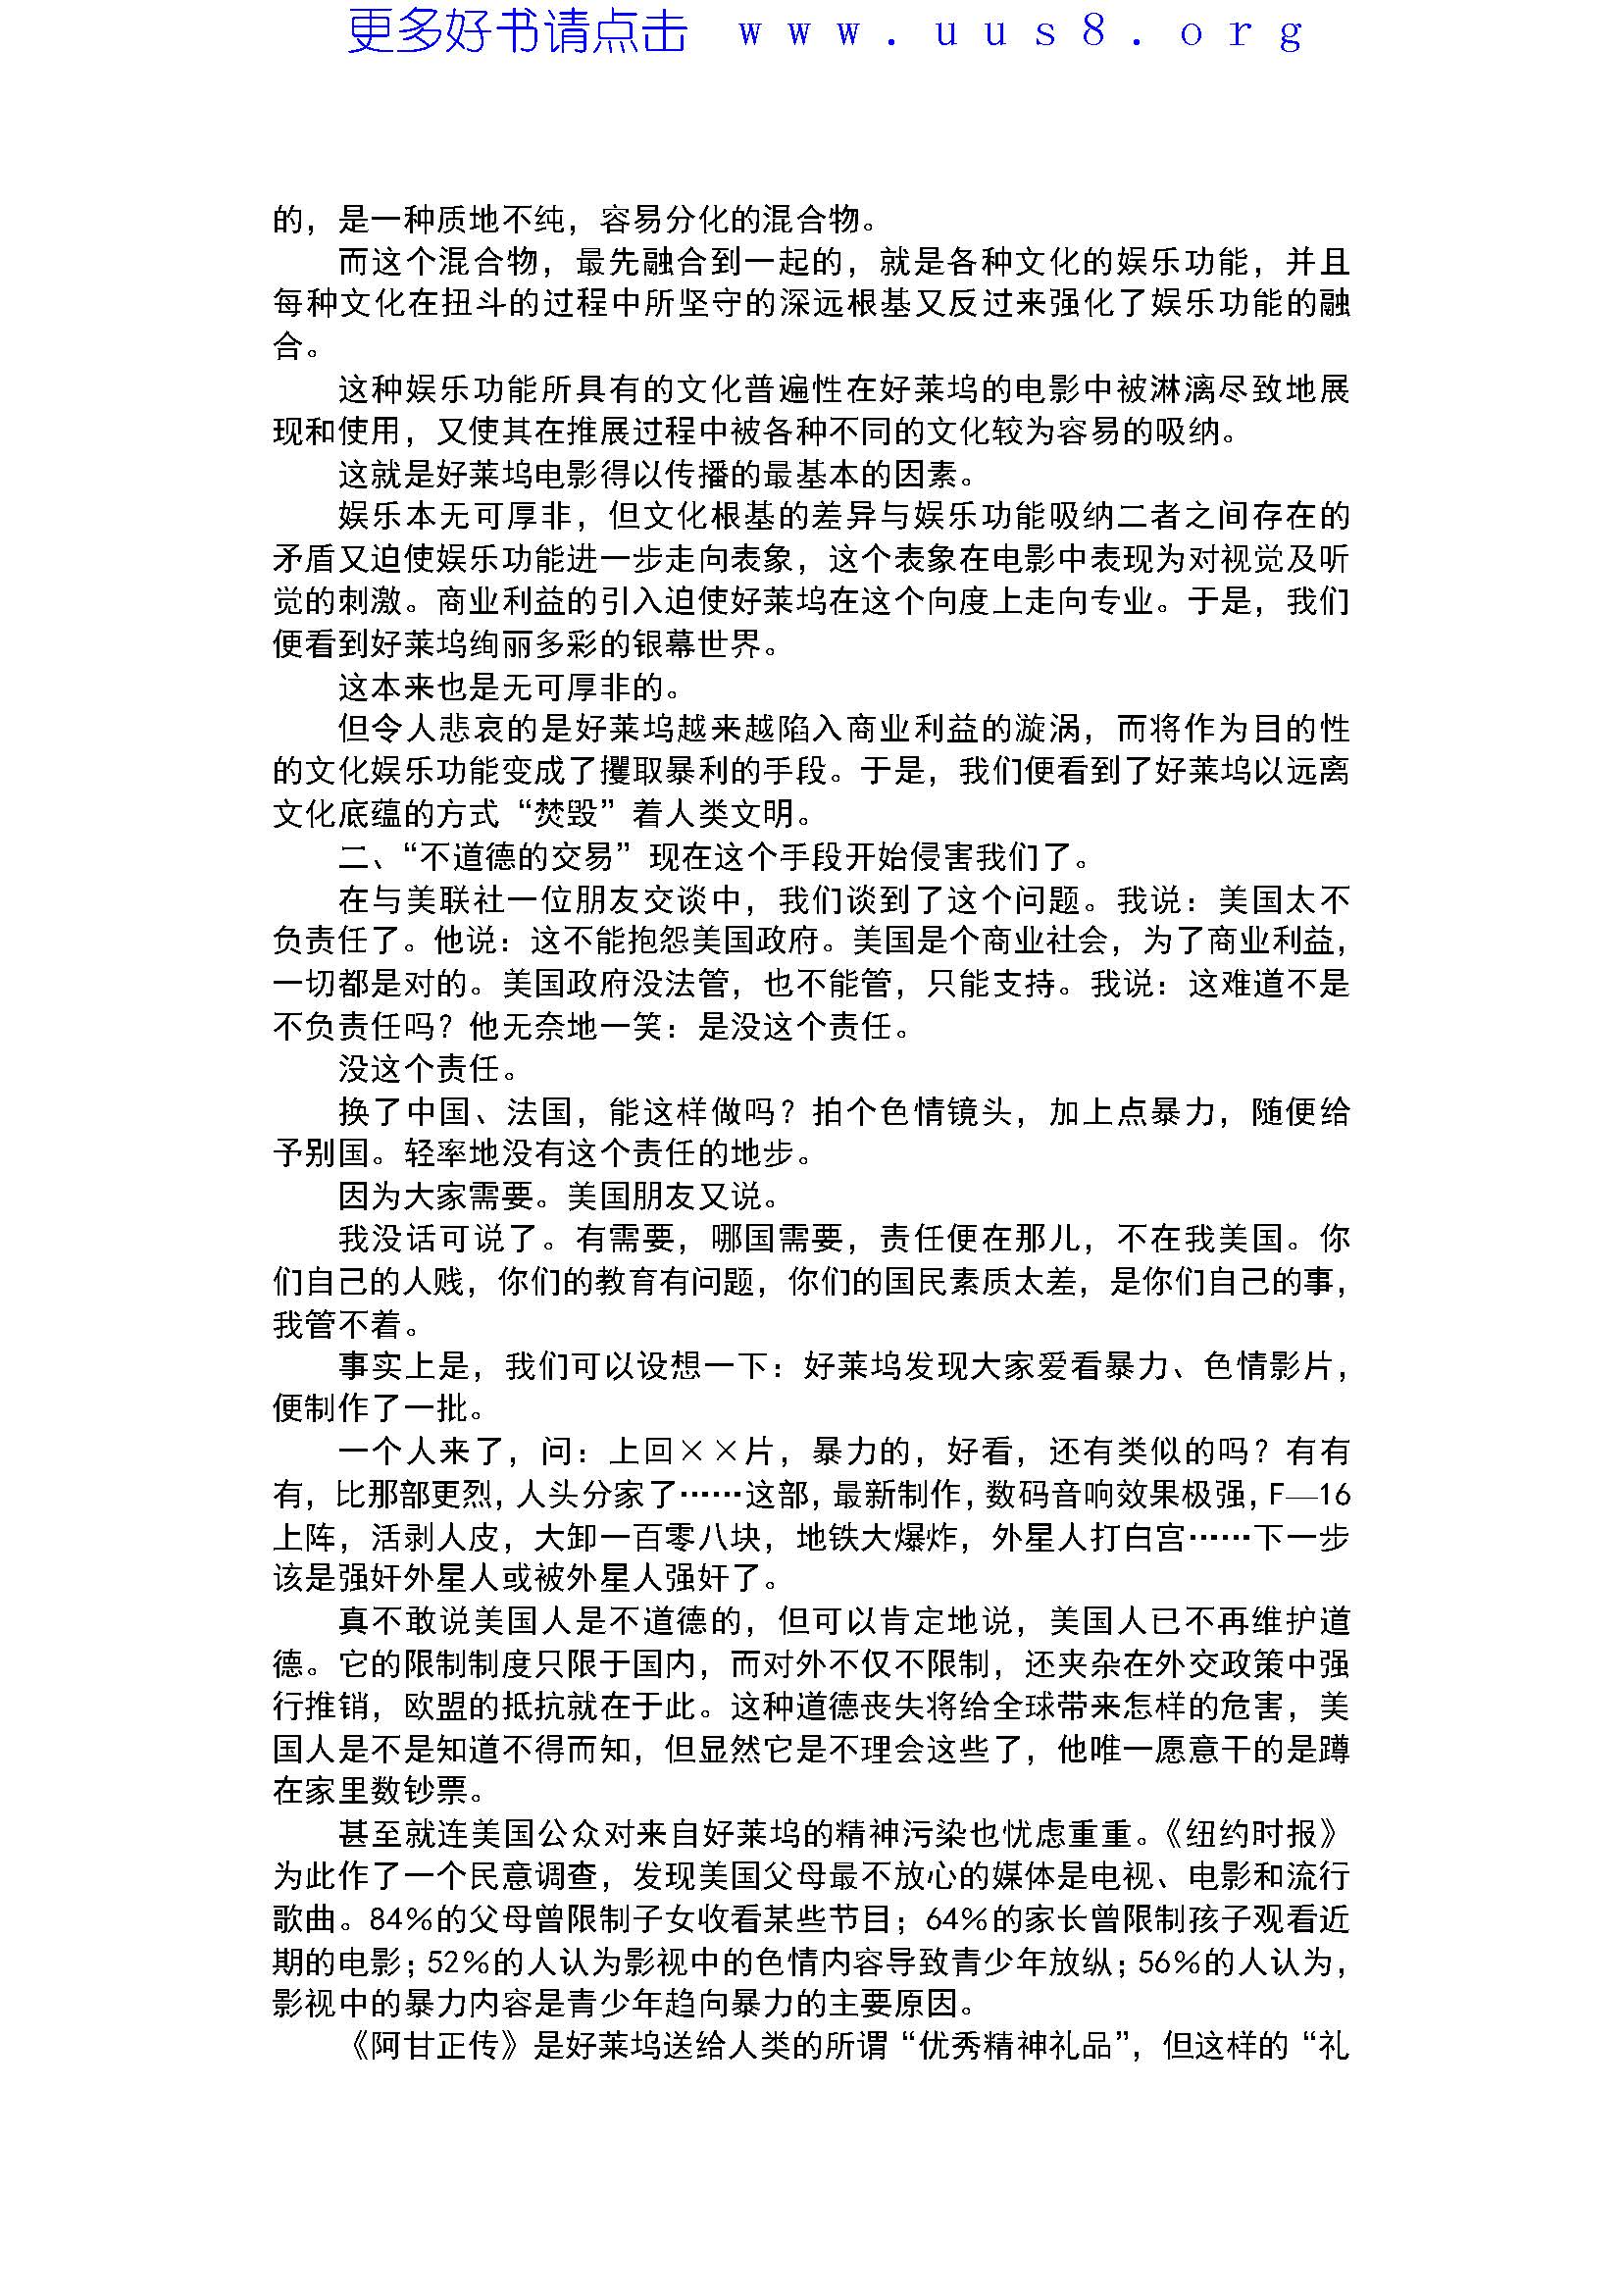 更多好书请点击 www.uus8.org
的，是一种质地不纯，容易分化的混合物。
而这个混合物，最先融合到一起的，就是各种文化的娱乐功能，并且
每种文化在扭斗的过程中所坚守的深远根基又反过来强化了娱乐功能的融
合。
这种娱乐功能所具有的文化普遍性在好莱坞的电影中被淋漓尽致地展
现和使用，又使其在推展过程中被各种不同的文化较为容易的吸纳。
这就是好莱坞电影得以传播的最基本的因素。
娱乐本无可厚非，但文化根基的差异与娱乐功能吸纳二者之间存在的
矛盾又迫使娱乐功能进一步走向表象，这个表象在电影中表现为对视觉及听
觉的刺激。商业利益的引入迫使好莱坞在这个向度上走向专业。于是，我们
便看到好莱坞绚丽多彩的银幕世界。
这本来也是无可厚非的。
但令人悲哀的是好莱坞越来越陷入商业利益的漩涡，而将作为目的性
的文化娱乐功能变成了攫取暴利的手段。于是，我们便看到了好莱坞以远离
文化底蕴的方式“焚毁”着人类文明。
二、“不道德的交易”现在这个手段开始侵害我们了。
在与美联社一位朋友交谈中，我们谈到了这个问题。我说：美国太不
负责任了。他说：这不能抱怨美国政府。美国是个商业社会，为了商业利益，
一切都是对的。美国政府没法管，也不能管，只能支持。我说：这难道不是
不负责任吗？他无奈地一笑：是没这个责任。
没这个责任。
换了中国、法国，能这样做吗？拍个色情镜头，加上点暴力，随便给
予别国。轻率地没有这个责任的地步。
因为大家需要。美国朋友又说。
我没话可说了。有需要，哪国需要，责任便在那儿，不在我美国。你
们自己的人贱，你们的教育有问题，你们的国民素质太差，是你们自己的事，
我管不着。
事实上是，我们可以设想一下：好莱坞发现大家爱看暴力、色情影片，
便制作了一批。
一个人来了，问：上回××片，暴力的，好看，还有类似的吗？有有
有，比那部更烈，人头分家了……这部，最新制作，数码音响效果极强，F—16
上阵，活剥人皮，大卸一百零八块，地铁大爆炸，外星人打白宫……下一步
该是强奸外星人或被外星人强奸了。
真不敢说美国人是不道德的，但可以肯定地说，美国人已不再维护道
德。它的限制制度只限于国内，而对外不仅不限制，还夹杂在外交政策中强
行推销，欧盟的抵抗就在于此。这种道德丧失将给全球带来怎样的危害，美
国人是不是知道不得而知，但显然它是不理会这些了，他唯一愿意干的是蹲
在家里数钞票。
甚至就连美国公众对来自好莱坞的精神污染也忧虑重重。《纽约时报》
为此作了一个民意调查，发现美国父母最不放心的媒体是电视、电影和流行
歌曲。84％的父母曾限制子女收看某些节目；64％的家长曾限制孩子观看近
期的电影；52％的人认为影视中的色情内容导致青少年放纵；56％的人认为，
影视中的暴力内容是青少年趋向暴力的主要原因。
《阿甘正传》是好莱坞送给人类的所谓“优秀精神礼品”，但这样的“礼